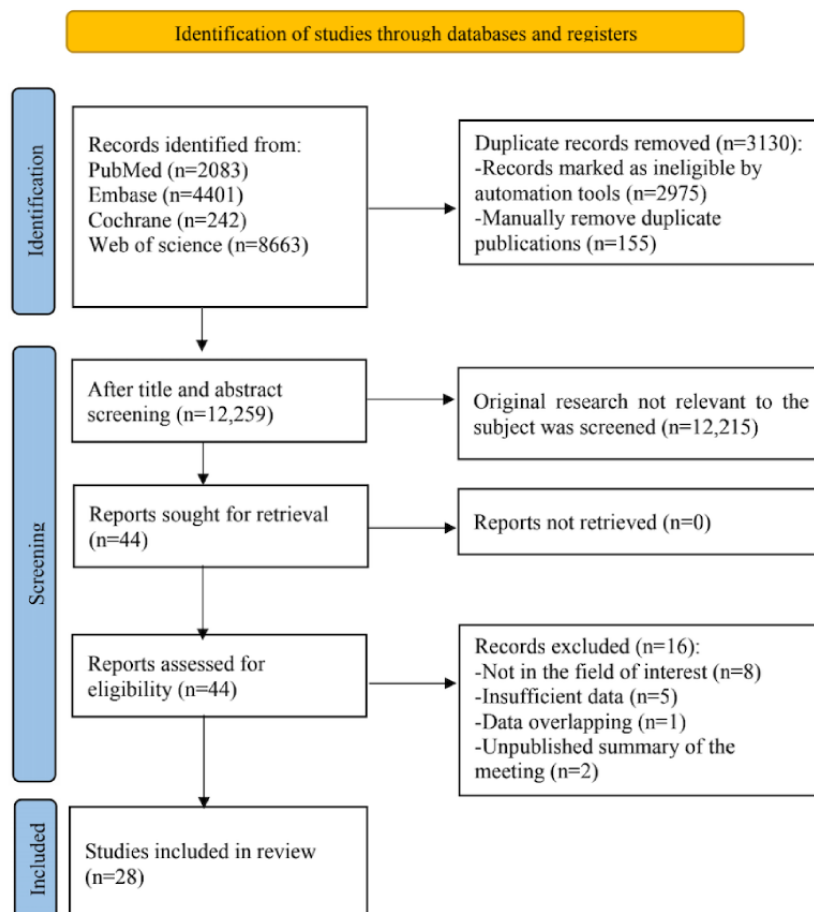 Identification of studies through databases and registers
Identification
Records identified from:
PubMed (n=2083)
Embase (n=4401)
Cochrane (n=242)
Web of science (n=8663)
Duplicate records removed (n=3130):
-Records marked as ineligible by
automation tools (n=2975)
-Manually remove duplicate
publications (n=155)
Screening
After title and abstract
screening (n=12,259)
Original research not relevant to the
subject was screened (n=12,215)
Reports sought for retrieval
(n=44)
Reports not retrieved (n=0)
Reports assessed for
eligibility (n=44)
Records excluded (n=16):
-Not in the field of interest (n=8)
-Insufficient data (n=5)
-Data overlapping (n=1)
-Unpublished summary of the
meeting (n=2)
Included
Studies included in review
(n=28)